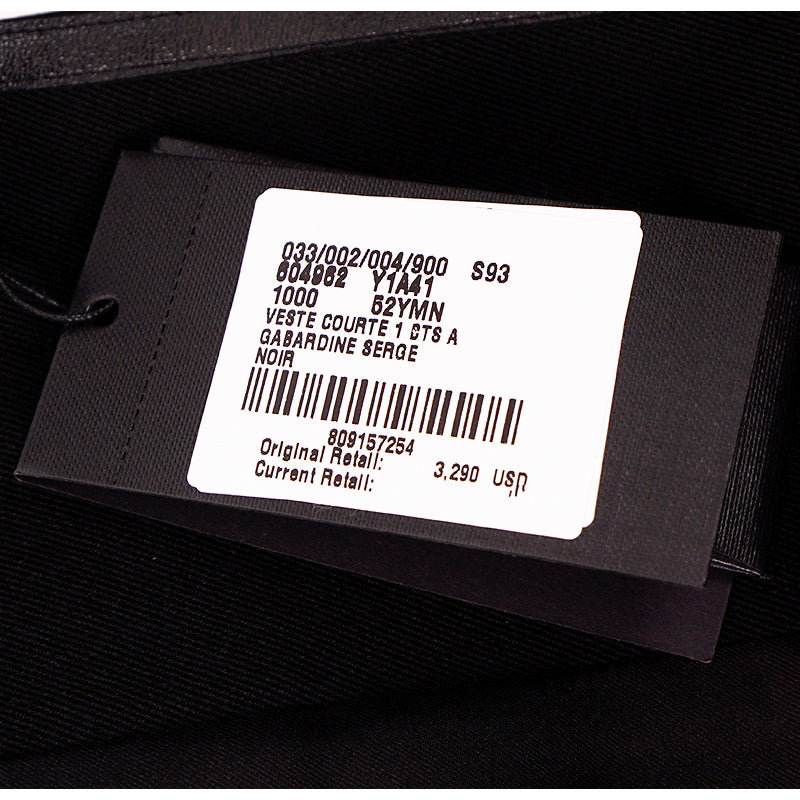 033/002/004/900 S93
604962 Y1A41
1000 52YMN
VESTE COURTE 1 BTS A
GABARDINE SERGE
NOIR
809157254
Original Retail: 3,290 USD
Current Retail: